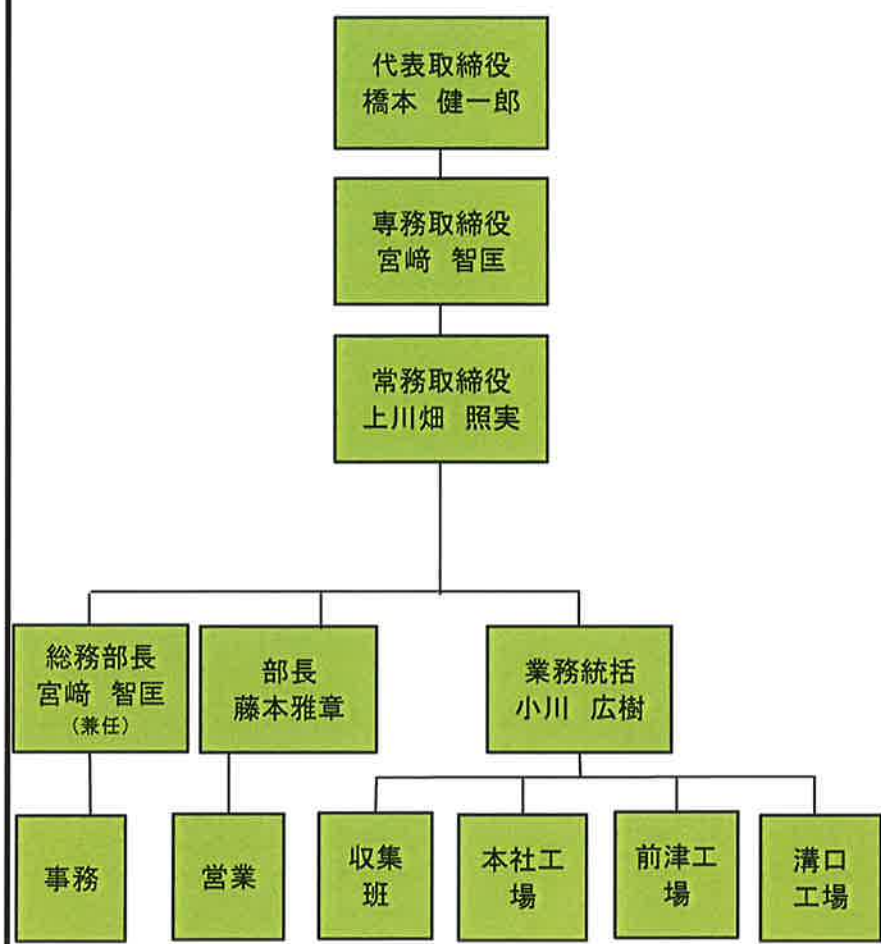 代表取締役
橋本 健一郎
専務取締役
宮﨑 智匡
常務取締役
上川畑 照実
総務部長
宮﨑 智匡
(兼任)
部長
藤本雅章
業務統括
小川 広樹
事務
営業
収集
班
本社工
場
前津工
場
溝口
工場